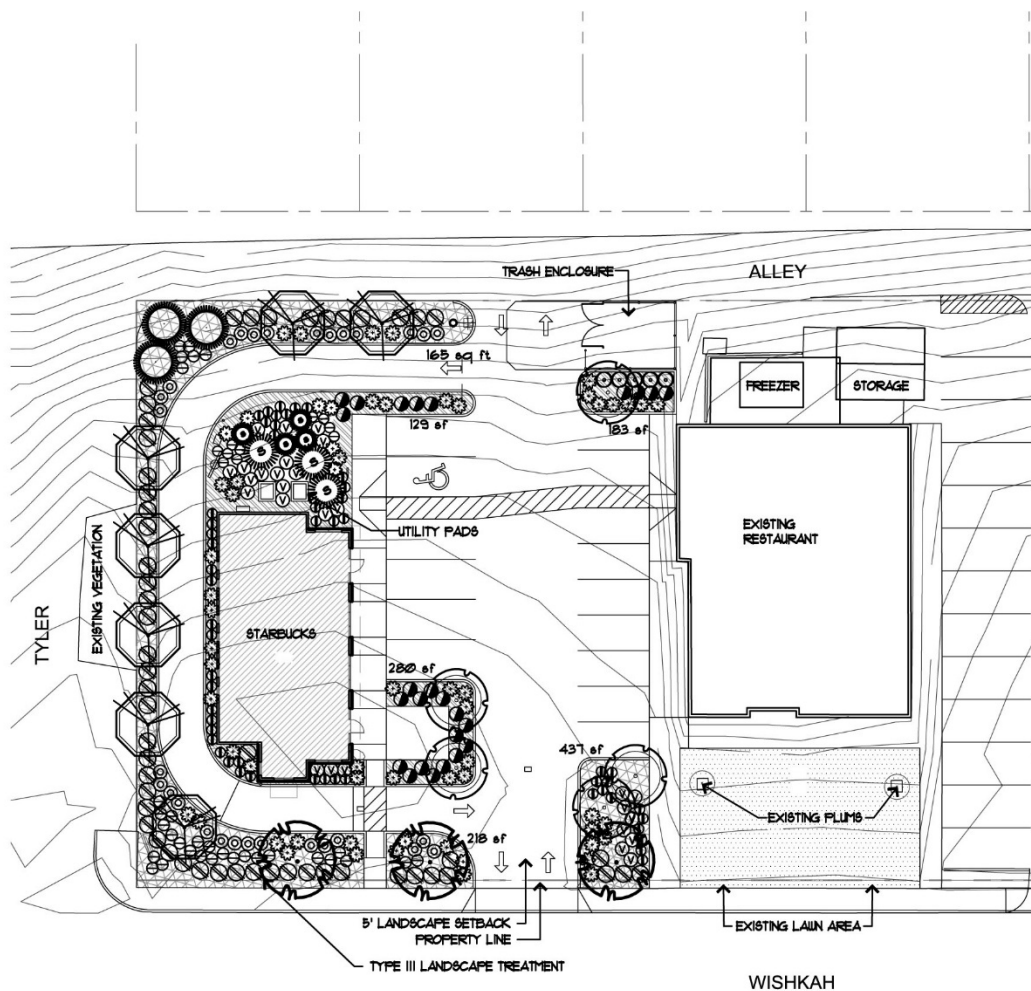 TRASH ENCLOSURE
ALLEY
165 sq ft
FREEZER
STORAGE
129 sf
183 sf
UTILITY PADS
EXISTING
RESTAURANT
EXISTING VEGETATION
TYLER
STARBUCKS
280 sf
437 sf
EXISTING PLUMS
218 sf
5' LANDSCAPE SETBACK
PROPERTY LINE
EXISTING LAWN AREA
TYPE III LANDSCAPE TREATMENT
WISHKAH